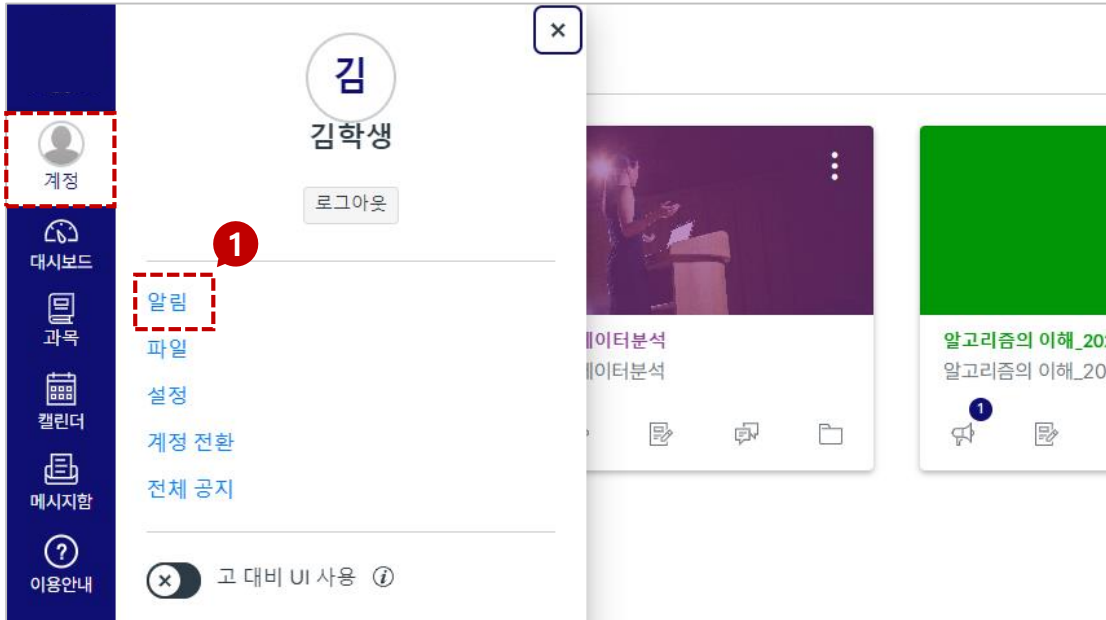 계정
대시보드
과목
캘린더
메시지함
이용안내
김
김학생
로그아웃
1
알림
파일
설정
계정 전환
전체 공지
고 대비 UI 사용
이터분석
이터분석
알고리즘의 이해_20
알고리즘의 이해_20
1